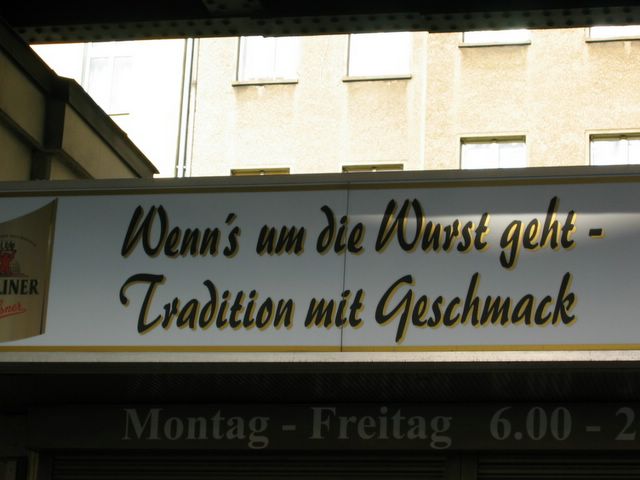 Wenn's um die Wurst geht -
Tradition mit Geschmack
Montag - Freitag 6.00 - 2